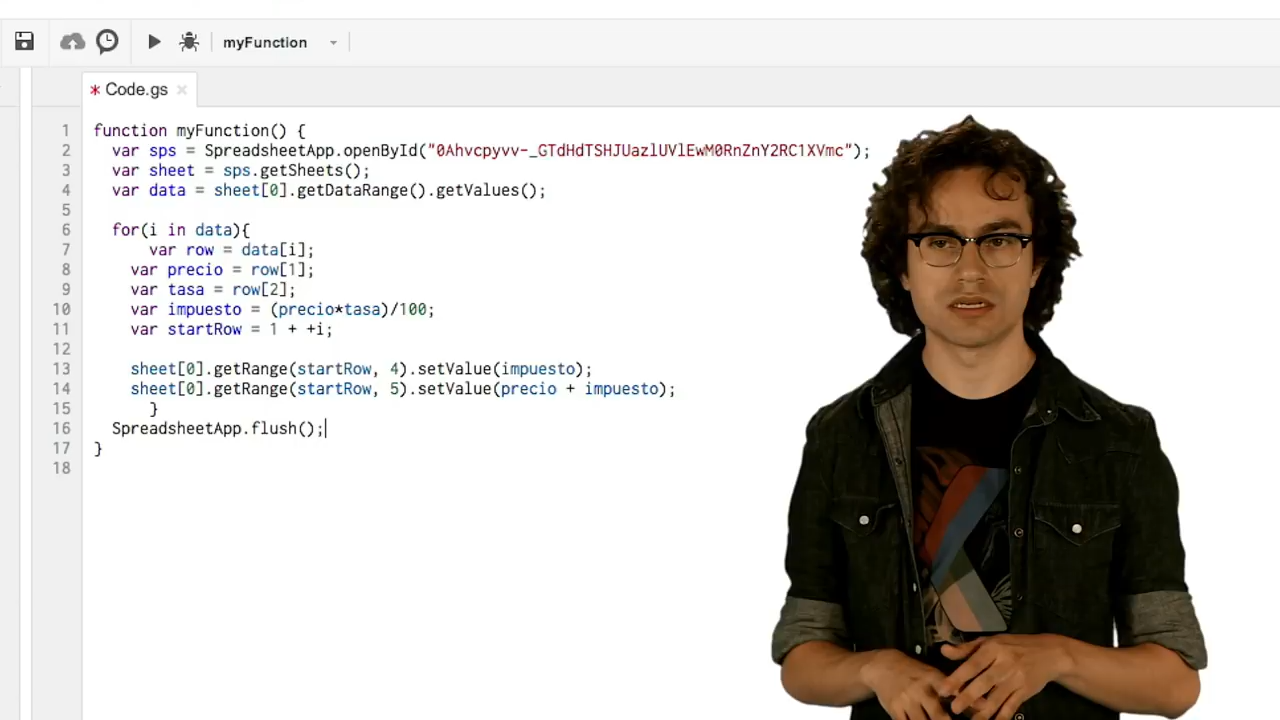 myFunction
* Code.gs ×
1 function myFunction() {
2 var sps = SpreadsheetApp.openById("0Ahvcpyvv-_GTdHdTSHJUazlUVlEwM0RnZnY2RC1XVmc");
3 var sheet = sps.getSheets();
4 var data = sheet[0].getDataRange().getValues();
5
6 for(i in data){
7 var row = data[i];
8 var precio = row[1];
9 var tasa = row[2];
10 var impuesto = (precio*tasa)/100;
11 var startRow = 1 + +i;
12
13 sheet[0].getRange(startRow, 4).setValue(impuesto);
14 sheet[0].getRange(startRow, 5).setValue(precio + impuesto);
15 }
16 SpreadsheetApp.flush();
17 }
18